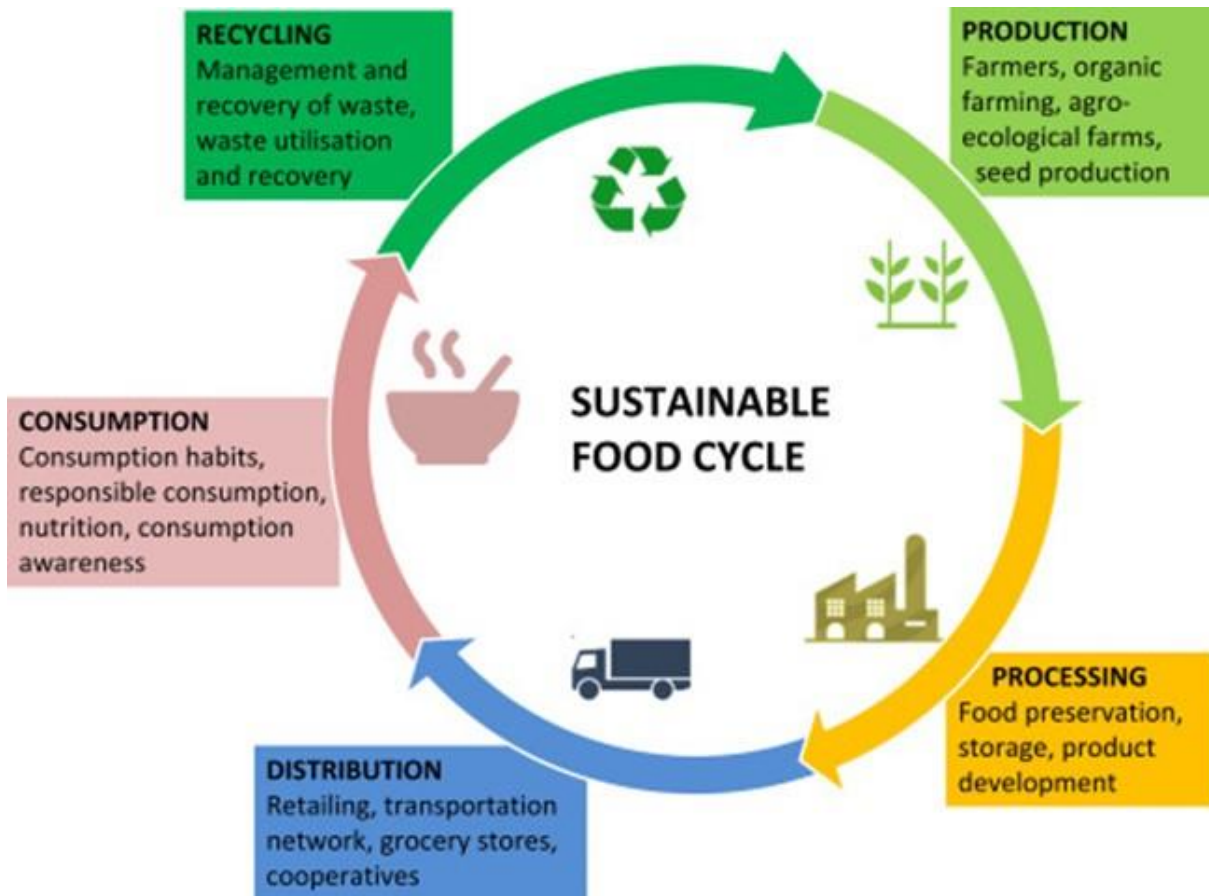 RECYCLING
Management and
recovery of waste,
waste utilisation
and recovery
PRODUCTION
Farmers, organic
farming, agro-
ecological farms,
seed production
SUSTAINABLE
FOOD CYCLE
CONSUMPTION
Consumption habits,
responsible consumption,
nutrition, consumption
awareness
PROCESSING
Food preservation,
storage, product
development
DISTRIBUTION
Retailing, transportation
network, grocery stores,
cooperatives